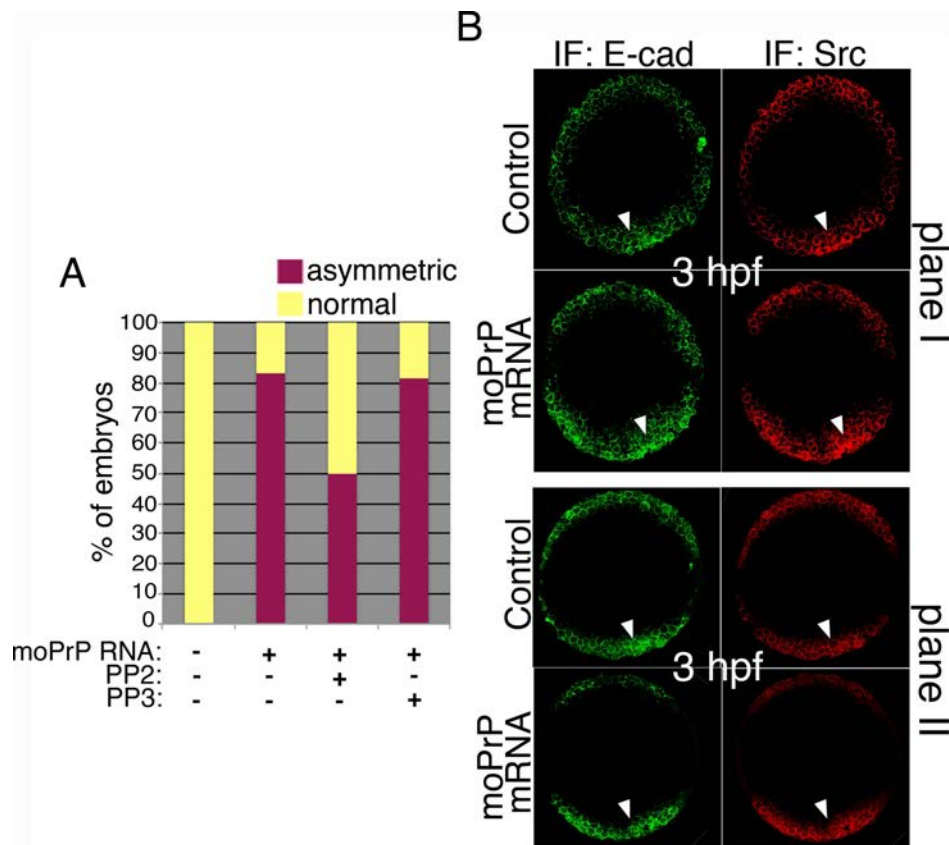 A
asymmetric
normal
% of embryos
100
90
80
70
60
50
40
30
20
10
0
moPrP RNA: - + + +
PP2: - - + -
PP3: - - - +
B
IF: E-cad IF: Src
Control
3 hpf
moPrP
mRNA
plane I
Control
3 hpf
moPrP
mRNA
plane II